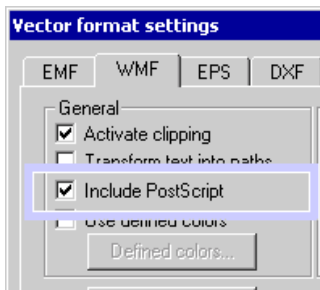 Vector format settings
EMF WMF EPS DXF
General
Activate clipping
Transform text into paths
Include PostScript
Use defined colors
Defined colors...